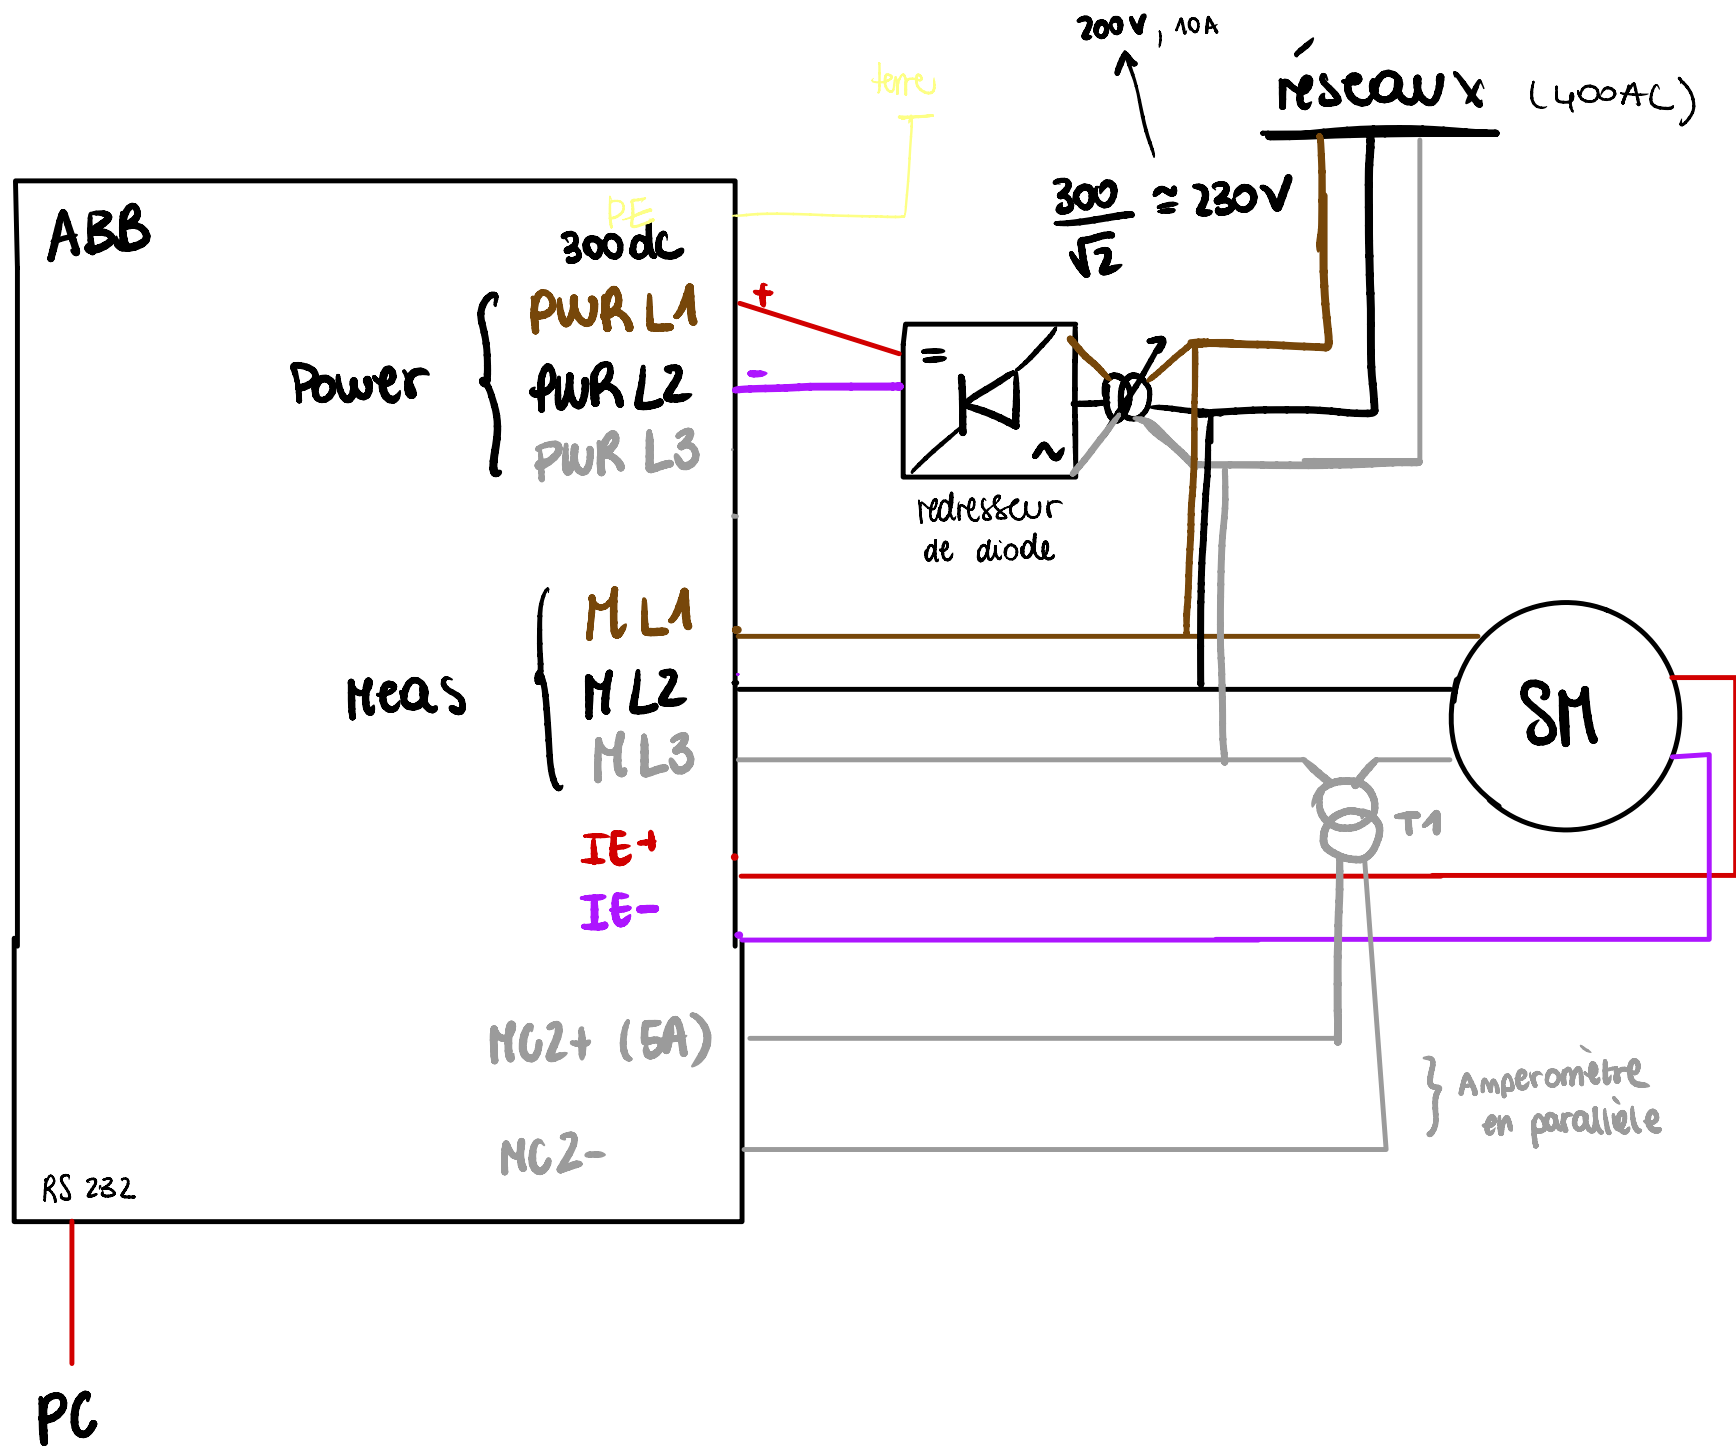 200V, 10A
réseaux (400AC)
terre
300
√2
≅ 230V
ABB
PE
300dc
PWR L1
+
Power
PWR L2
-
PWR L3
=
~
redresseur
de diode
M L1
Meas
M L2
M L3
SM
T1
IE+
IE-
MC2+ (5A)
Amperomètre
en parallièle
MC2-
RS 232
PC